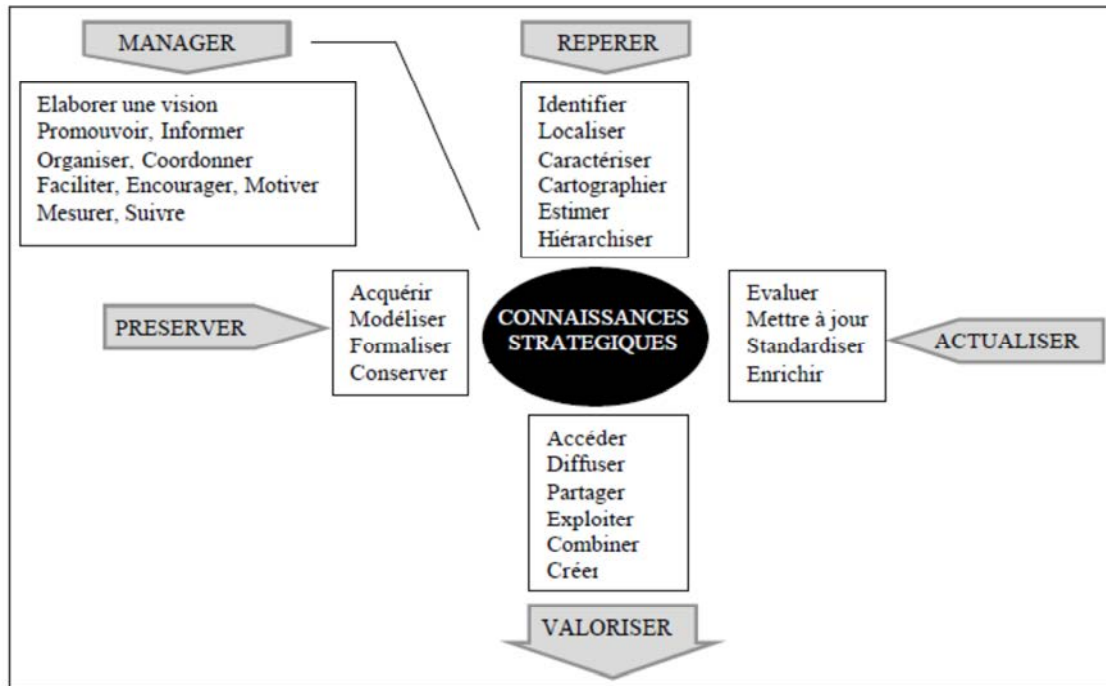 MANAGER
Elaborer une vision
Promouvoir, Informer
Organiser, Coordonner
Faciliter, Encourager, Motiver
Mesurer, Suivre
REPERER
Identifier
Localiser
Caractériser
Cartographier
Estimer
Hiérarchiser
PRESERVER
Acquérir
Modéliser
Formaliser
Conserver
CONNAISSANCES
STRATEGIQUES
Evaluer
Mettre à jour
Standardiser
Enrichir
ACTUALISER
Accéder
Diffuser
Partager
Exploiter
Combiner
Créer
VALORISER